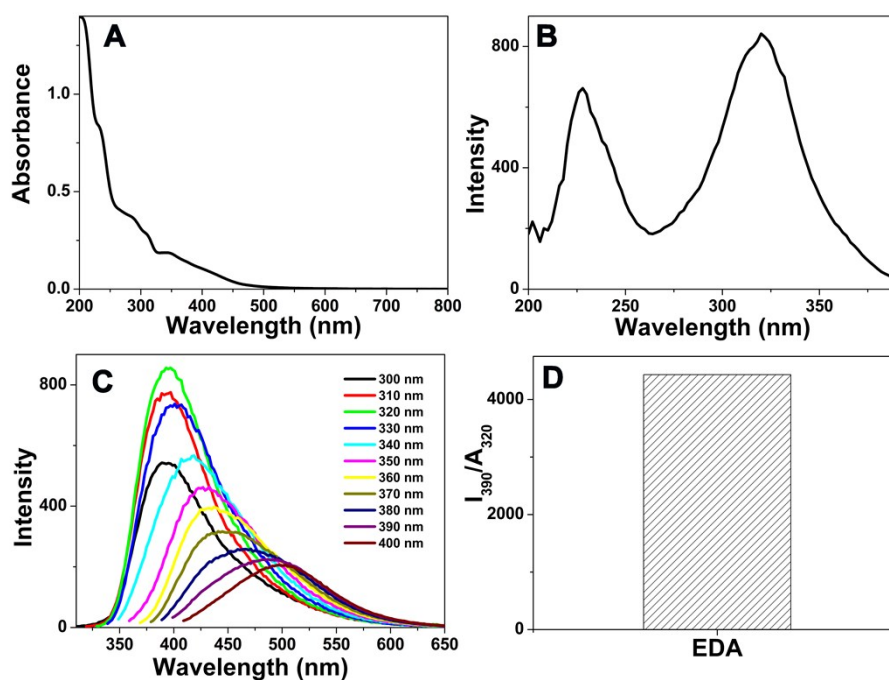 A
Absorbance
1.0
0.5
0.0
200 300 400 500 600 700 800
Wavelength (nm)
B
Intensity
800
400
0
200 250 300 350
Wavelength (nm)
C
Intensity
800
400
0
350 400 450 500 550 600 650
Wavelength (nm)
300 nm
310 nm
320 nm
330 nm
340 nm
350 nm
360 nm
370 nm
380 nm
390 nm
400 nm
D
I390/A320
4000
2000
0
EDA